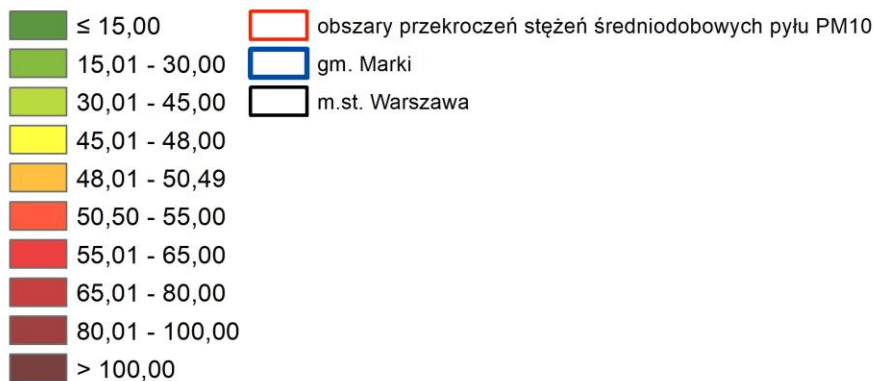 ≤ 15,00
15,01 - 30,00
30,01 - 45,00
45,01 - 48,00
48,01 - 50,49
50,50 - 55,00
55,01 - 65,00
65,01 - 80,00
80,01 - 100,00
> 100,00
obszary przekroczeń stężeń średniodobowych pyłu PM10
gm. Marki
m.st. Warszawa